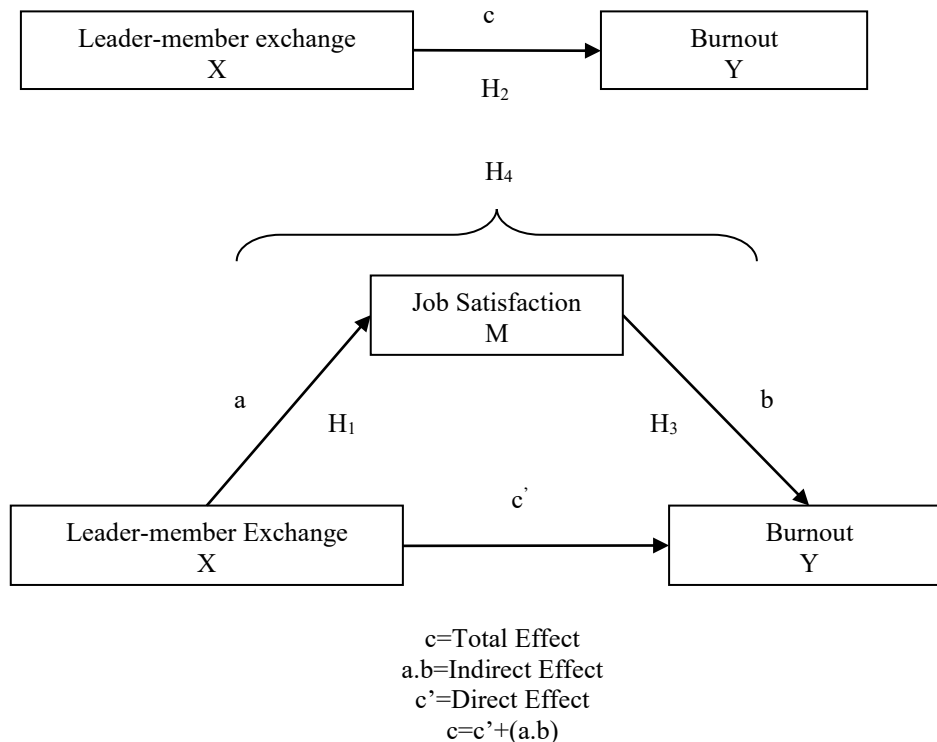 c
Leader-member exchange
X
Burnout
Y
H₂
H₄
Job Satisfaction
M
a
b
H₁
H₃
c’
Leader-member Exchange
X
Burnout
Y
c=Total Effect
a.b=Indirect Effect
c’=Direct Effect
c=c’+(a.b)